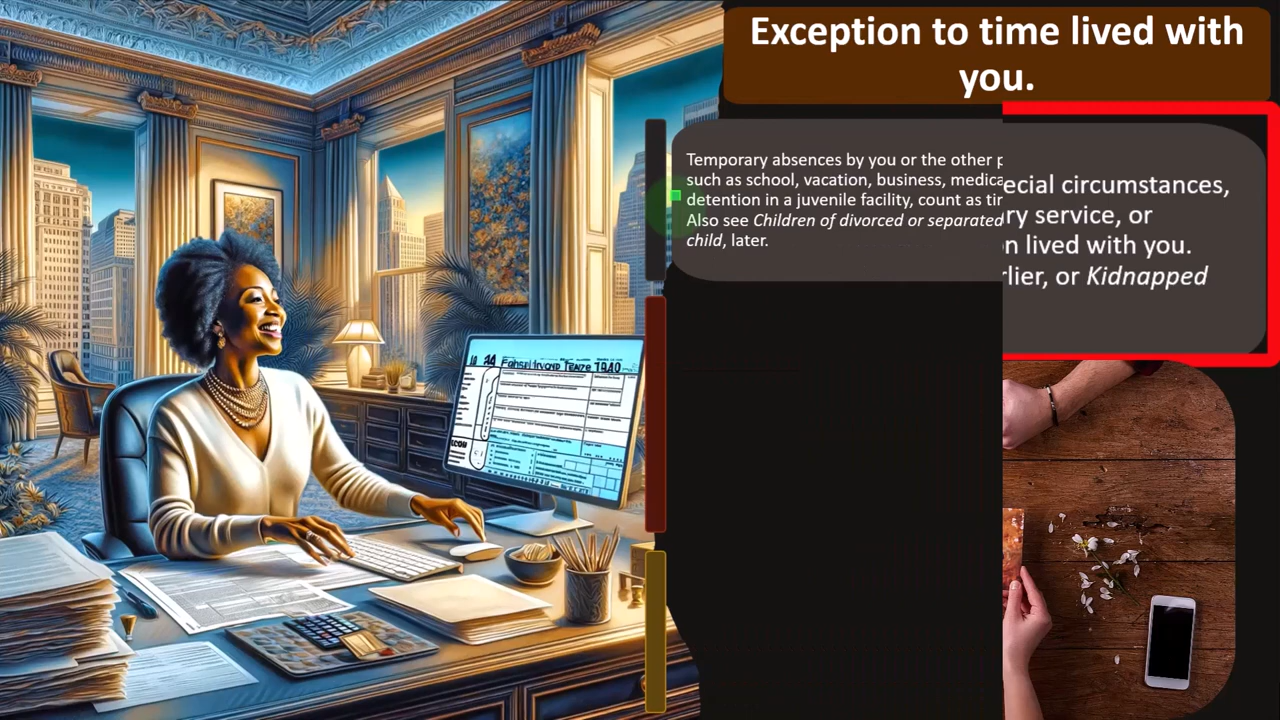 Exception to time lived with
you.
Temporary absences by you or the other p
such as school, vacation, business, medica
detention in a juvenile facility, count as tir
Also see Children of divorced or separated
child, later.
ecial circumstances,
ry service, or
n lived with you.
rlier, or Kidnapped